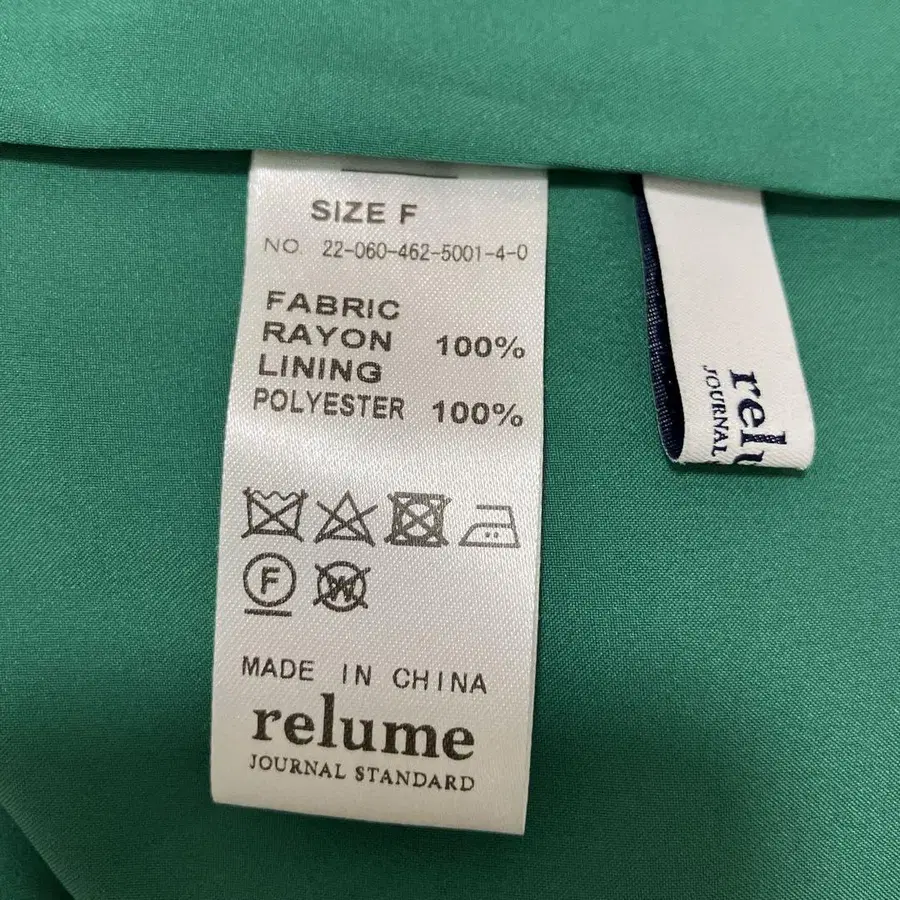 SIZE F
NO. 22-060-462-5001-4-0
FABRIC
RAYON 100%
LINING
POLYESTER 100%
F
W
MADE IN CHINA
relume
JOURNAL STANDARD
relu
JOURNAL